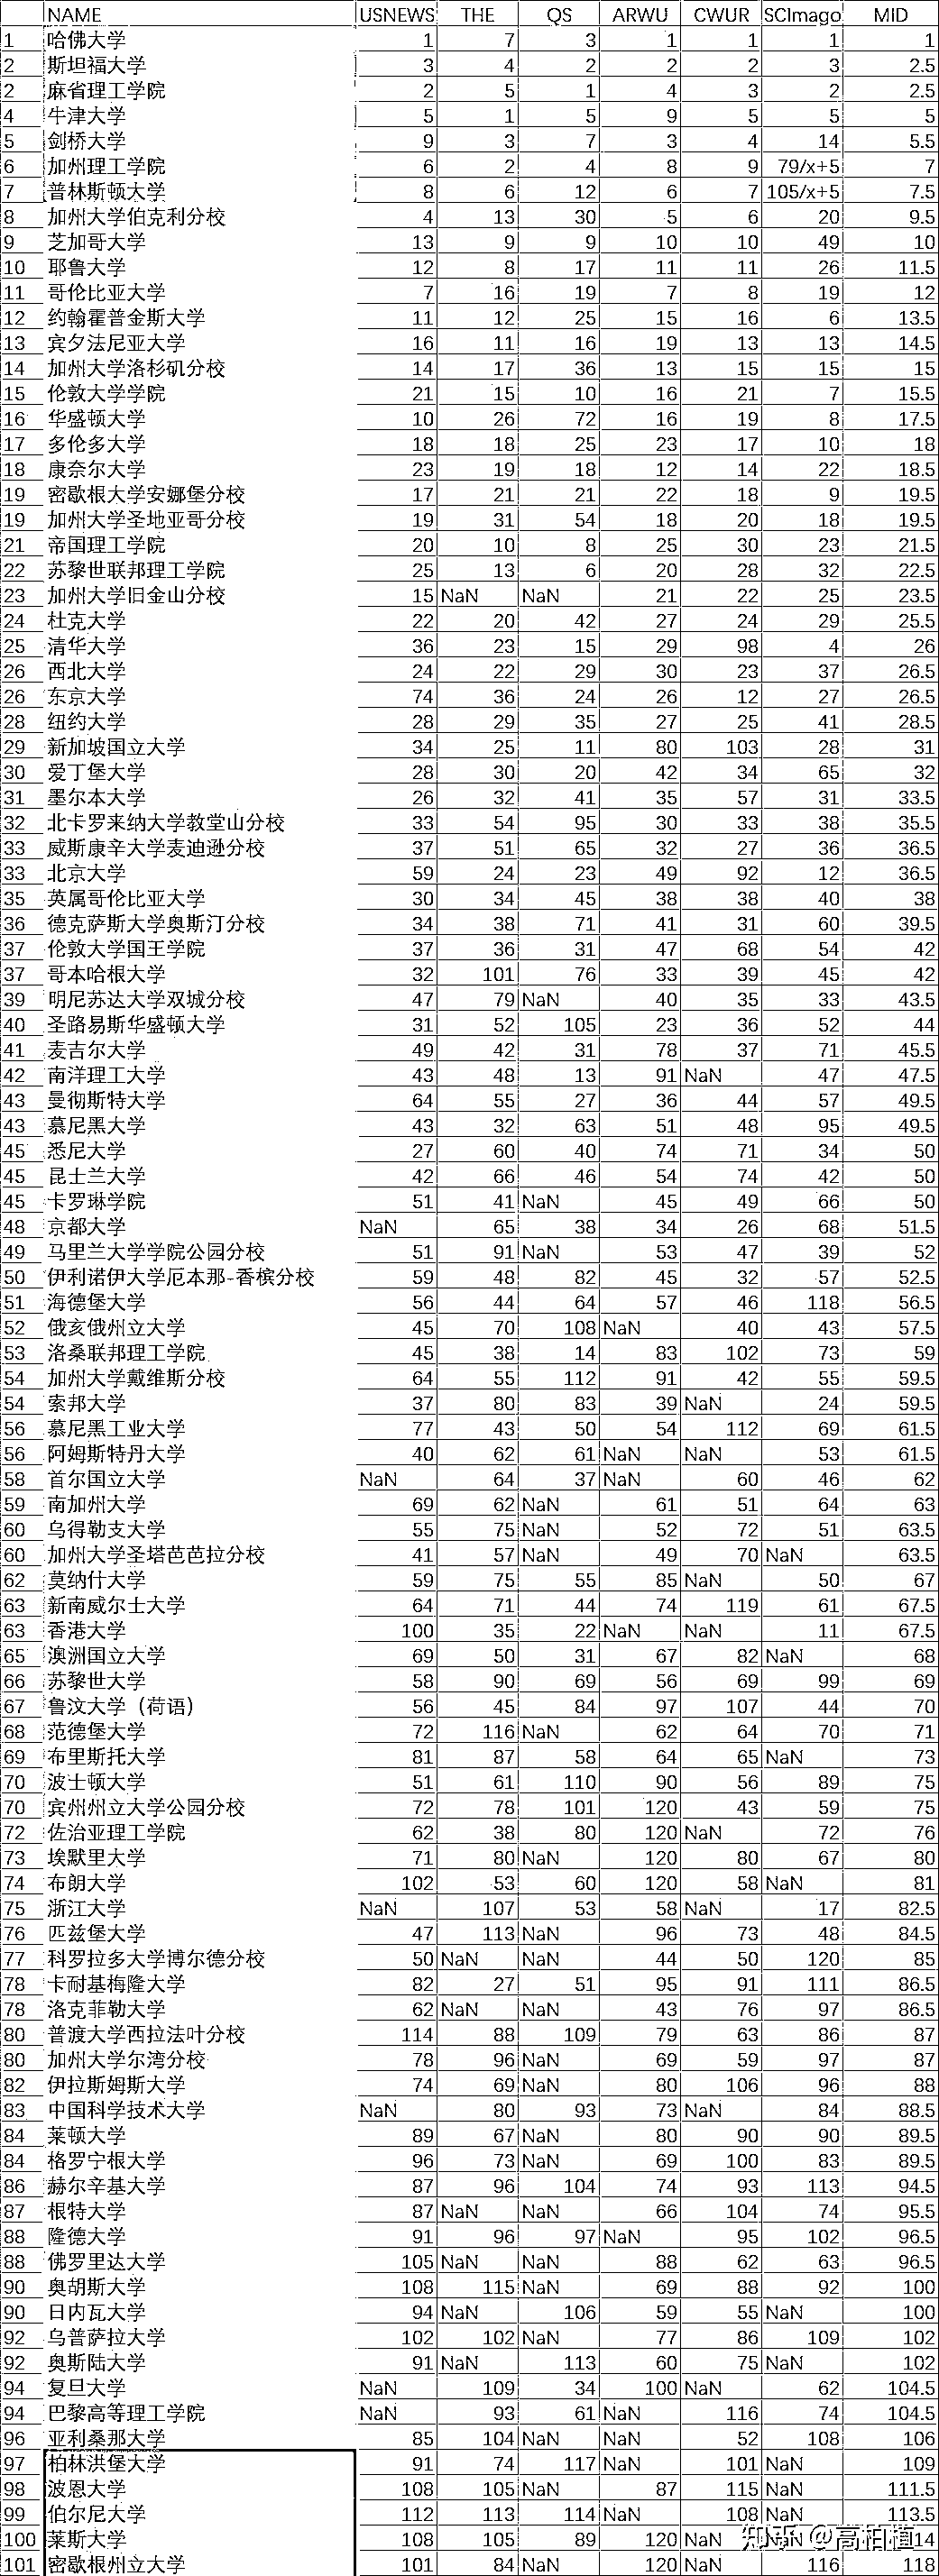 NAME USNEWS THE QS ARWU CWUR SCImago MID
1 哈佛大学 1 7 3 1 1 1 1
2 斯坦福大学 3 4 2 2 2 3 2.5
2 麻省理工学院 2 5 1 4 3 2 2.5
4 牛津大学 5 1 5 9 5 5 5
5 剑桥大学 9 3 7 3 4 14 5.5
6 加州理工学院 6 2 4 8 9 79/x+5 7
7 普林斯顿大学 8 6 12 6 7 105/x+5 7.5
8 加州大学伯克利分校 4 13 30 5 6 20 9.5
9 芝加哥大学 13 9 9 10 10 49 10
10 耶鲁大学 12 8 17 11 11 26 11.5
11 哥伦比亚大学 7 16 19 7 8 19 12
12 约翰霍普金斯大学 11 12 25 15 16 6 13.5
13 宾夕法尼亚大学 16 11 16 19 13 13 14.5
14 加州大学洛杉矶分校 14 17 36 13 15 15 15
15 伦敦大学学院 21 15 10 16 21 7 15.5
16 华盛顿大学 10 26 72 16 19 8 17.5
17 多伦多大学 18 18 25 23 17 10 18
18 康奈尔大学 23 19 18 12 14 22 18.5
19 密歇根大学安娜堡分校 17 21 21 22 18 9 19.5
19 加州大学圣地亚哥分校 19 31 54 18 20 18 19.5
21 帝国理工学院 20 10 8 25 30 23 21.5
22 苏黎世联邦理工学院 25 13 6 20 28 32 22.5
23 加州大学旧金山分校 15 NaN NaN 21 22 25 23.5
24 杜克大学 22 20 42 27 24 29 25.5
25 清华大学 36 23 15 29 98 4 26
26 西北大学 24 22 29 30 23 37 26.5
26 东京大学 74 36 24 26 12 27 26.5
28 纽约大学 28 29 35 27 25 41 28.5
29 新加坡国立大学 34 25 11 80 103 28 31
30 爱丁堡大学 28 30 20 42 34 65 32
31 墨尔本大学 26 32 41 35 57 31 33.5
32 北卡罗来纳大学教堂山分校 33 54 95 30 33 38 35.5
33 威斯康辛大学麦迪逊分校 37 51 65 32 27 36 36.5
33 北京大学 59 24 23 49 92 12 36.5
35 英属哥伦比亚大学 30 34 45 38 38 40 38
36 德克萨斯大学奥斯汀分校 34 38 71 41 31 60 39.5
37 伦敦大学国王学院 37 36 31 47 68 54 42
37 哥本哈根大学 32 101 76 33 39 45 42
39 明尼苏达大学双城分校 47 79 NaN 40 35 33 43.5
40 圣路易斯华盛顿大学 31 52 105 23 36 52 44
41 麦吉尔大学 49 42 31 78 37 71 45.5
42 南洋理工大学 43 48 13 91 NaN 47 47.5
43 曼彻斯特大学 64 55 27 36 44 57 49.5
43 慕尼黑大学 43 32 63 51 48 95 49.5
45 悉尼大学 27 60 40 74 71 34 50
45 昆士兰大学 42 66 46 54 74 42 50
45 卡罗琳学院 51 41 NaN 45 49 66 50
48 京都大学 NaN 65 38 34 26 68 51.5
49 马里兰大学学院公园分校 51 91 NaN 53 47 39 52
50 伊利诺伊大学厄本那-香槟分校 59 48 82 45 32 57 52.5
51 海德堡大学 56 44 64 57 46 118 56.5
52 俄亥俄州立大学 45 70 108 NaN 40 43 57.5
53 洛桑联邦理工学院 45 38 14 83 102 73 59
54 加州大学戴维斯分校 64 55 112 91 42 55 59.5
54 索邦大学 37 80 83 39 NaN 24 59.5
56 慕尼黑工业大学 77 43 50 54 112 69 61.5
56 阿姆斯特丹大学 40 62 61 NaN NaN 53 61.5
58 首尔国立大学 NaN 64 37 NaN 60 46 62
59 南加州大学 69 62 NaN 61 51 64 63
60 乌得勒支大学 55 75 NaN 52 72 51 63.5
60 加州大学圣塔芭芭拉分校 41 57 NaN 49 70 NaN 63.5
62 莫纳什大学 59 75 55 85 NaN 50 67
63 新南威尔士大学 64 71 44 74 119 61 67.5
63 香港大学 100 35 22 NaN NaN 11 67.5
65 澳洲国立大学 69 50 31 67 82 NaN 68
66 苏黎世大学 58 90 69 56 69 99 69
67 鲁汶大学（荷语） 56 45 84 97 107 44 70
68 范德堡大学 72 116 NaN 62 64 70 71
69 布里斯托大学 81 87 58 64 65 NaN 73
70 波士顿大学 51 61 110 90 56 89 75
70 宾州州立大学公园分校 72 78 101 120 43 59 75
72 佐治亚理工学院 62 38 80 120 NaN 72 76
73 埃默里大学 71 80 NaN 120 80 67 80
74 布朗大学 102 53 60 120 58 NaN 81
75 浙江大学 NaN 107 53 58 NaN 17 82.5
76 匹兹堡大学 47 113 NaN 96 73 48 84.5
77 科罗拉多大学博尔德分校 50 NaN NaN 44 50 120 85
78 卡耐基梅隆大学 82 27 51 95 91 111 86.5
78 洛克菲勒大学 62 NaN NaN 43 76 97 86.5
80 普渡大学西拉法叶分校 114 88 109 79 63 86 87
80 加州大学尔湾分校 78 96 NaN 69 59 97 87
82 伊拉斯姆斯大学 74 69 NaN 80 106 96 88
83 中国科学技术大学 NaN 80 93 73 NaN 84 88.5
84 莱顿大学 89 67 NaN 80 90 90 89.5
84 格罗宁根大学 96 73 NaN 69 100 83 89.5
86 赫尔辛基大学 87 96 104 74 93 113 94.5
87 根特大学 87 NaN NaN 66 104 74 95.5
88 隆德大学 91 96 97 NaN 95 102 96.5
88 佛罗里达大学 105 NaN NaN 88 62 63 96.5
90 奥胡斯大学 108 115 NaN 69 88 92 100
90 日内瓦大学 94 NaN 106 59 55 NaN 100
92 乌普萨拉大学 102 102 NaN 77 86 109 102
92 奥斯陆大学 91 NaN 113 60 75 NaN 102
94 复旦大学 NaN 109 34 100 NaN 62 104.5
94 巴黎高等理工学院 NaN 93 61 NaN 116 74 104.5
96 亚利桑那大学 85 104 NaN NaN 52 108 106
97 柏林洪堡大学 91 74 117 NaN 101 NaN 109
98 波恩大学 108 105 NaN 87 115 NaN 111.5
99 伯尔尼大学 112 113 114 NaN 108 NaN 113.5
100 莱斯大学 108 105 89 120 NaN 14
101 密歇根州立大学 101 84 NaN 120 NaN 116 118
知乎 @高相植